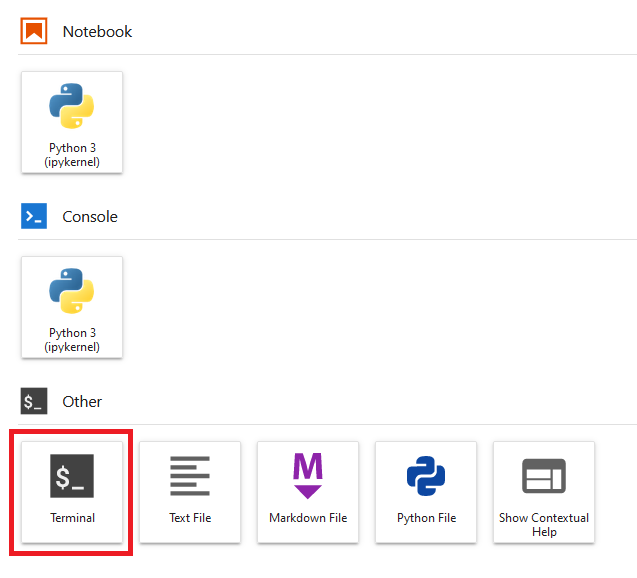 Notebook
Python 3
(ipykernel)
Console
Python 3
(ipykernel)
$_
Other
$_
Terminal
Text File
M
Markdown File
Python File
Show Contextual
Help